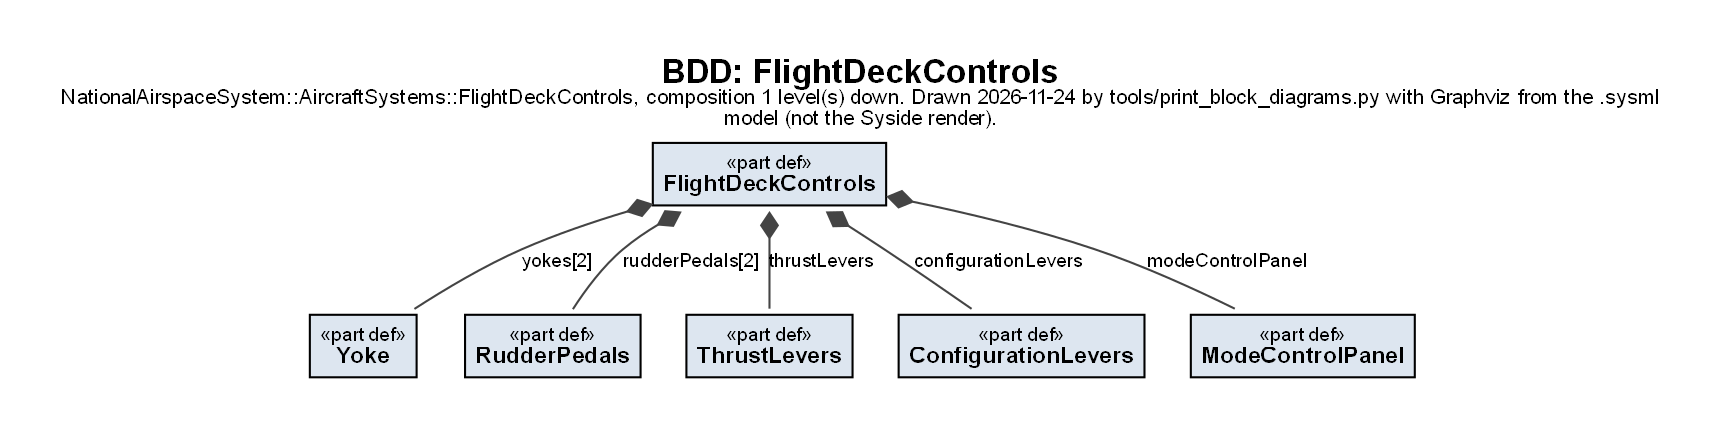 BDD: FlightDeckControls
NationalAirspaceSystem::AircraftSystems::FlightDeckControls, composition 1 level(s) down. Drawn 2026-11-24 by tools/print_block_diagrams.py with Graphviz from the .sysml
model (not the Syside render).
«part def»
FlightDeckControls
yokes[2]
rudderPedals[2]
thrustLevers
configurationLevers
modeControlPanel
«part def»
Yoke
«part def»
RudderPedals
«part def»
ThrustLevers
«part def»
ConfigurationLevers
«part def»
ModeControlPanel